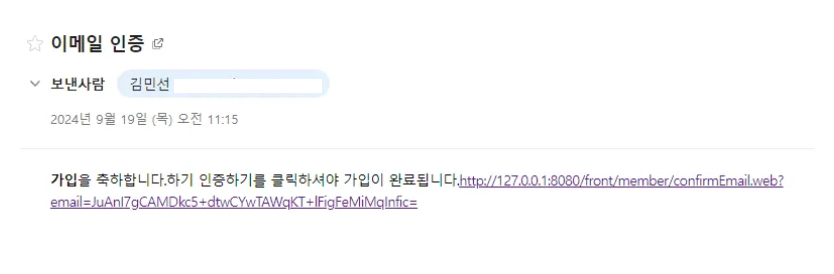 이메일 인증
보낸사람 김민선
2024년 9월 19일 (목) 오전 11:15
가입을 축하합니다.하기 인증하기를 클릭하셔야 가입이 완료됩니다.http://127.0.0.1:8080/front/member/confirmEmail.web?
email=JuAnI7gCAMDkc5+dtwCYwTAWqKT+lFigFeMiMqInfic=